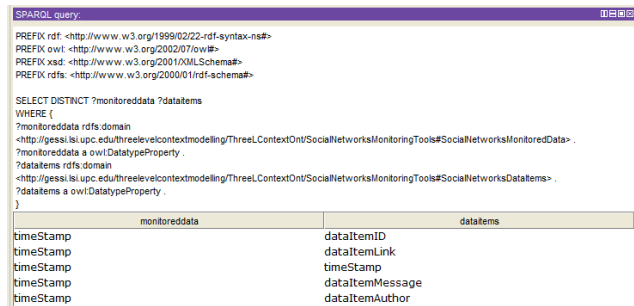 SPARQL query:
PREFIX rdf: <http://www.w3.org/1999/02/22-rdf-syntax-ns#>
PREFIX owl: <http://www.w3.org/2002/07/owl#>
PREFIX xsd: <http://www.w3.org/2001/XMLSchema#>
PREFIX rdfs: <http://www.w3.org/2000/01/rdf-schema#>
SELECT DISTINCT ?monitoreddata ?dataitems
WHERE {
?monitoreddata rdfs:domain
<http://gessi.lsi.upc.edu/threelevelcontextmodelling/ThreeLContextOnt/SocialNetworksMonitoringTools#SocialNetworksMonitoredData> .
?monitoreddata a owl:DatatypeProperty .
?dataitems rdfs:domain
<http://gessi.lsi.upc.edu/threelevelcontextmodelling/ThreeLContextOnt/SocialNetworksMonitoringTools#SocialNetworksDataItems> .
?dataitems a owl:DatatypeProperty .
}
monitoreddata dataitems
timeStamp dataItemID
timeStamp dataItemLink
timeStamp timeStamp
timeStamp dataItemMessage
timeStamp dataItemAuthor